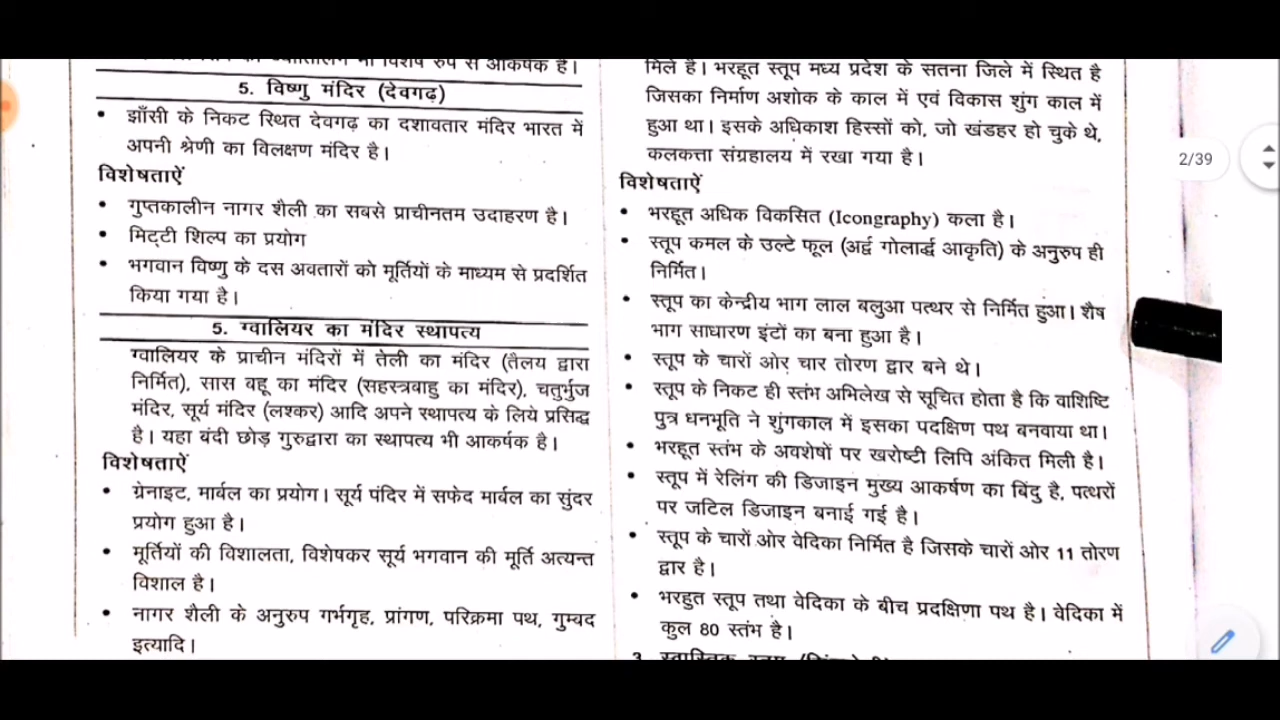 विशेष रुप से आकर्षक है।
5. विष्णु मंदिर (देवगढ़)
• झाँसी के निकट स्थित देवगढ़ का दशावतार मंदिर भारत में
अपनी श्रेणी का विलक्षण मंदिर है।
विशेषताऐं
• गुप्तकालीन नागर शैली का सबसे प्राचीनतम उदाहरण है।
• मिट्टी शिल्प का प्रयोग
• भगवान विष्णु के दस अवतारों को मूर्तियों के माध्यम से प्रदर्शित
किया गया है।
5. ग्वालियर का मंदिर स्थापत्य
ग्वालियर के प्राचीन मंदिरों में तेली का मंदिर (तैलय द्वारा
निर्मित), सास बहू का मंदिर (सहस्त्रबाहु का मंदिर), चतुर्भुज
मंदिर, सूर्य मंदिर (लश्कर) आदि अपने स्थापत्य के लिये प्रसिद्ध
है। यहा बंदी छोड़ गुरुद्वारा का स्थापत्य भी आकर्षक है।
विशेषताऐं
• ग्रेनाइट, मार्बल का प्रयोग। सूर्य पंदिर में सफेद मार्बल का सुंदर
प्रयोग हुआ है।
• मूर्तियों की विशालता, विशेषकर सूर्य भगवान की मूर्ति अत्यन्त
विशाल है।
• नागर शैली के अनुरुप गर्भगृह, प्रांगण, परिक्रमा पथ, गुम्बद
इत्यादि।
मिले है। भरहूत स्तूप मध्य प्रदेश के सतना जिले में स्थित है
जिसका निर्माण अशोक के काल में एवं विकास शुंग काल में
हुआ था। इसके अधिकाश हिस्सों को, जो खंडहर हो चुके थे,
कलकत्ता संग्रहालय में रखा गया है।
विशेषताऐं
• भरहूत अधिक विकसित (Icongraphy) कला है।
• स्तूप कमल के उल्टे फूल (अर्द्व गोलार्द्ध आकृति) के अनुरुप ही
निर्मित।
• स्तूप का केन्द्रीय भाग लाल बलुआ पत्थर से निर्मित हुआ। शैष
भाग साधारण इंटों का बना हुआ है।
• स्तूप के चारों ओर चार तोरण द्वार बने थे।
• स्तूप के निकट ही स्तंभ अभिलेख से सूचित होता है कि वाशिष्टि
पुत्र धनभूति ने शुंगकाल में इसका पदक्षिण पथ बनवाया था।
• भरहूत स्तंभ के अवशेषों पर खरोष्टी लिपि अंकित मिली है।
• स्तूप में रेलिंग की डिजाइन मुख्य आकर्षण का बिंदु है, पत्थरों
पर जटिल डिजाइन बनाई गई है।
• स्तूप के चारों ओर वेदिका निर्मित है जिसके चारों ओर 11 तोरण
द्वार है।
• भरहुत स्तूप तथा वेदिका के बीच प्रदक्षिणा पथ है। वेदिका में
कुल 80 स्तंभ है।
2/39